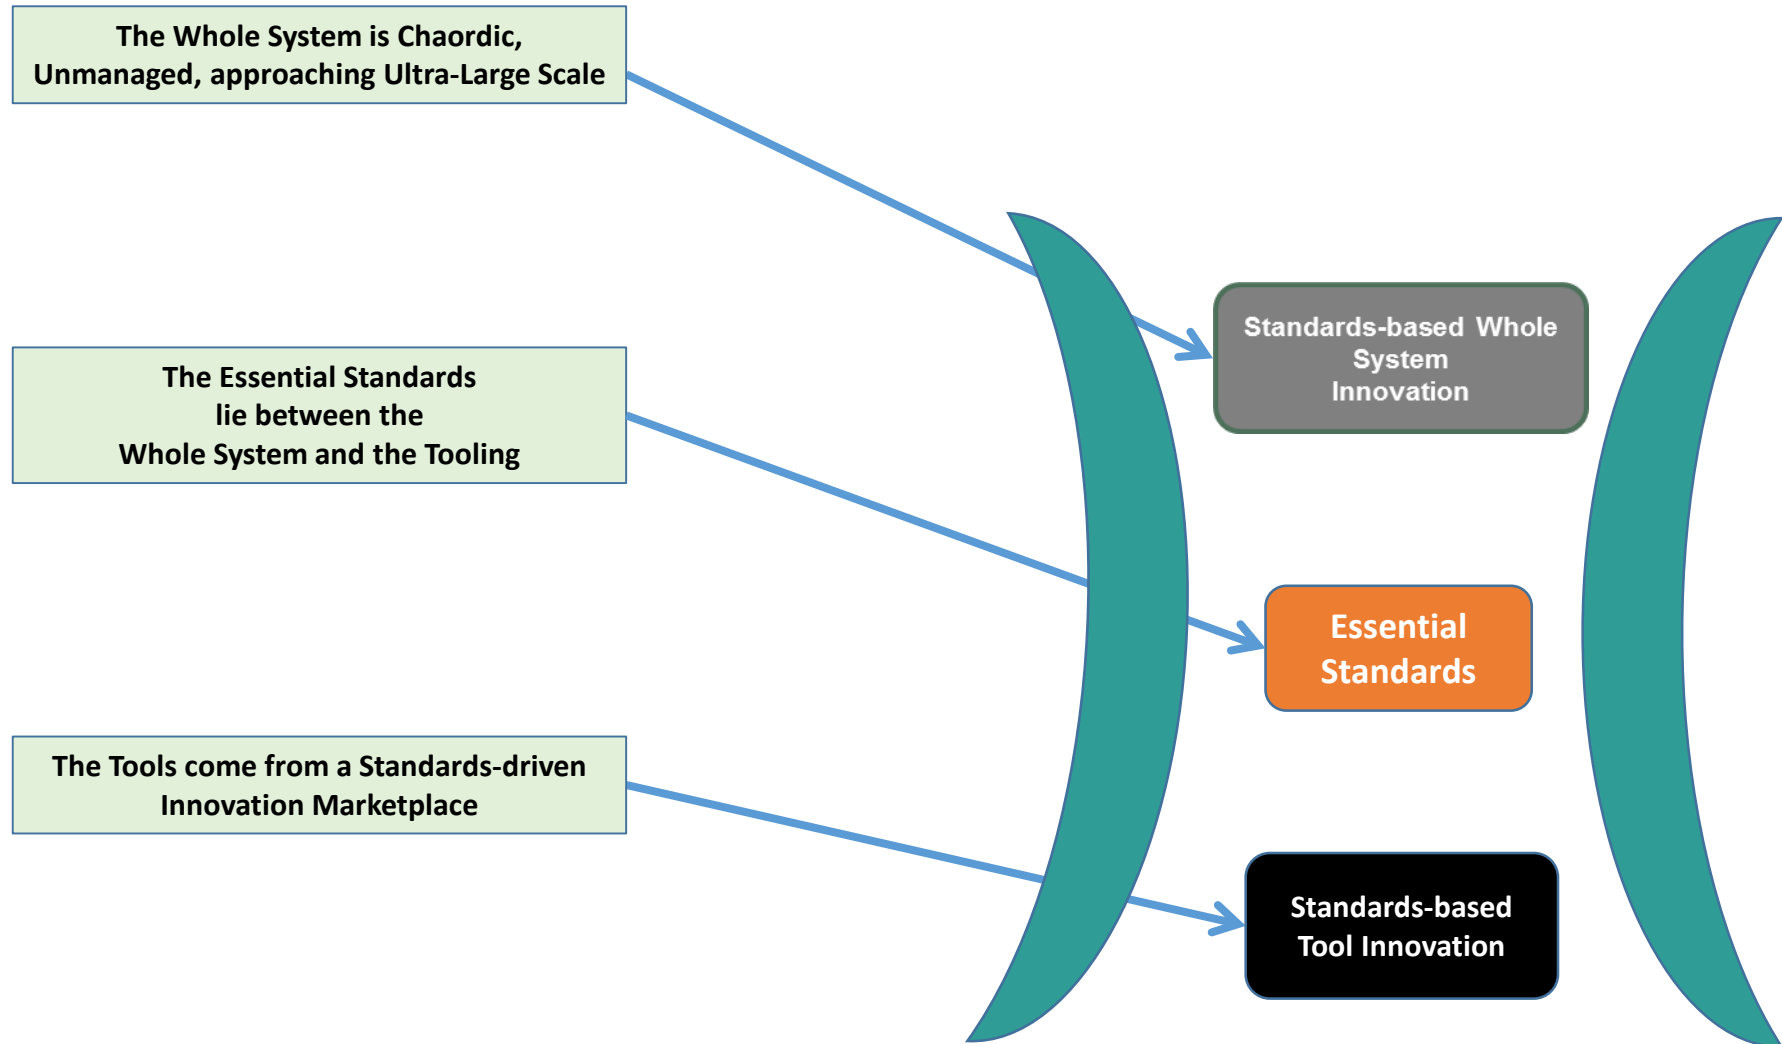 The Whole System is Chaordic,
Unmanaged, approaching Ultra-Large Scale
Standards-based Whole
System
Innovation
The Essential Standards
lie between the
Whole System and the Tooling
Essential
Standards
The Tools come from a Standards-driven
Innovation Marketplace
Standards-based
Tool Innovation